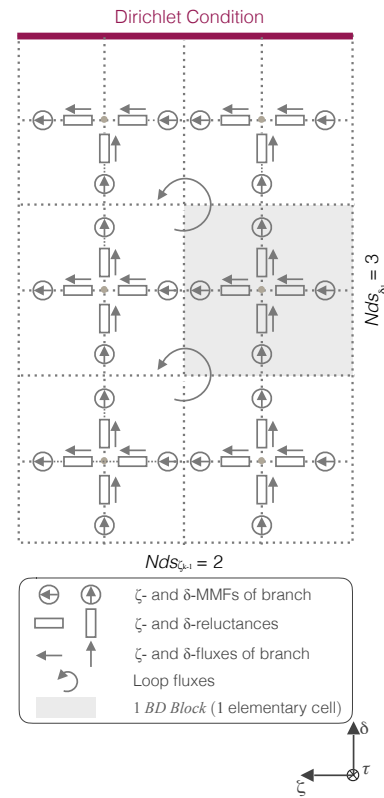 Dirichlet Condition
Nds_δν = 3
Nds_ζk-1 = 2
ζ- and δ-MMFs of branch
ζ- and δ-reluctances
ζ- and δ-fluxes of branch
Loop fluxes
1 BD Block (1 elementary cell)
δ
ζ
τ